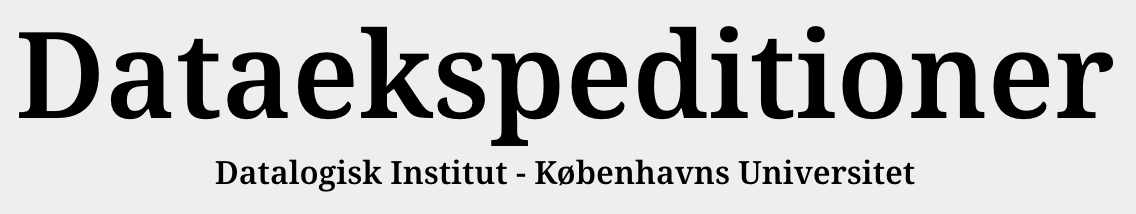 Dataekspeditioner
Datalogisk Institut - Københavns Universitet